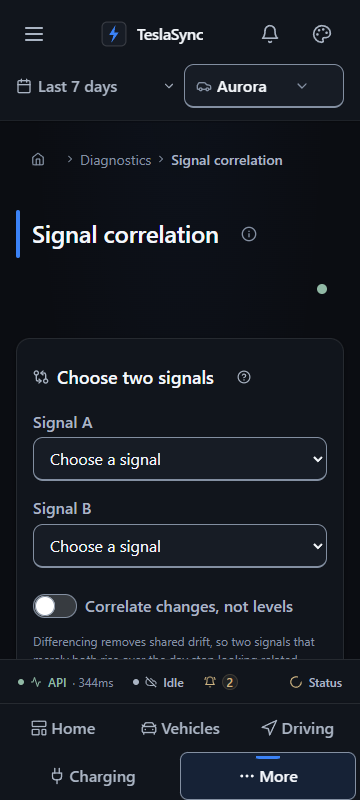 TeslaSync
Last 7 days
Aurora
Diagnostics
Signal correlation
Signal correlation
Choose two signals
Signal A
Choose a signal
Signal B
Choose a signal
Correlate changes, not levels
Differencing removes shared drift, so two signals that
API · 344ms
Idle
2
Status
Home
Vehicles
Driving
Charging
More